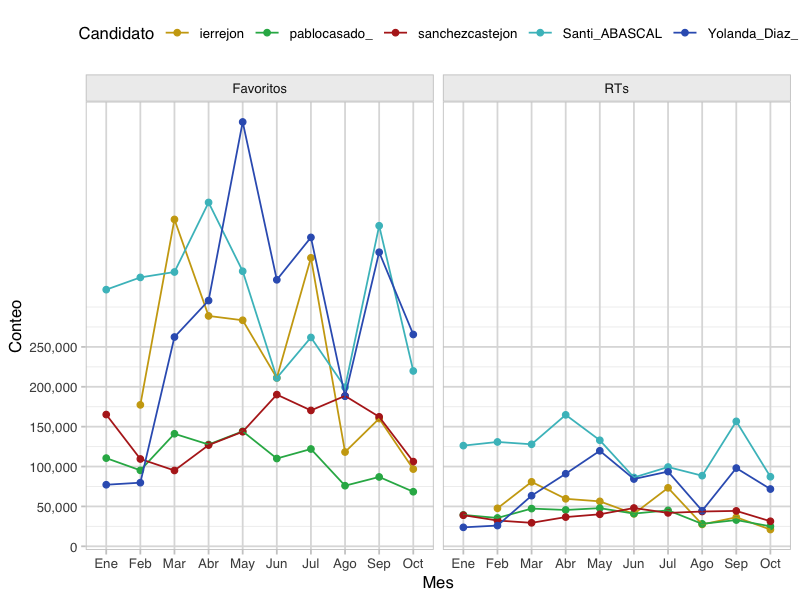 Candidato ierrejon pablocasado_ sanchezcastejon Santi_ABASCAL Yolanda_Diaz_
Favoritos RTs
Conteo
250,000
200,000
150,000
100,000
50,000
0
Ene Feb Mar Abr May Jun Jul Ago Sep Oct Ene Feb Mar Abr May Jun Jul Ago Sep Oct
Mes